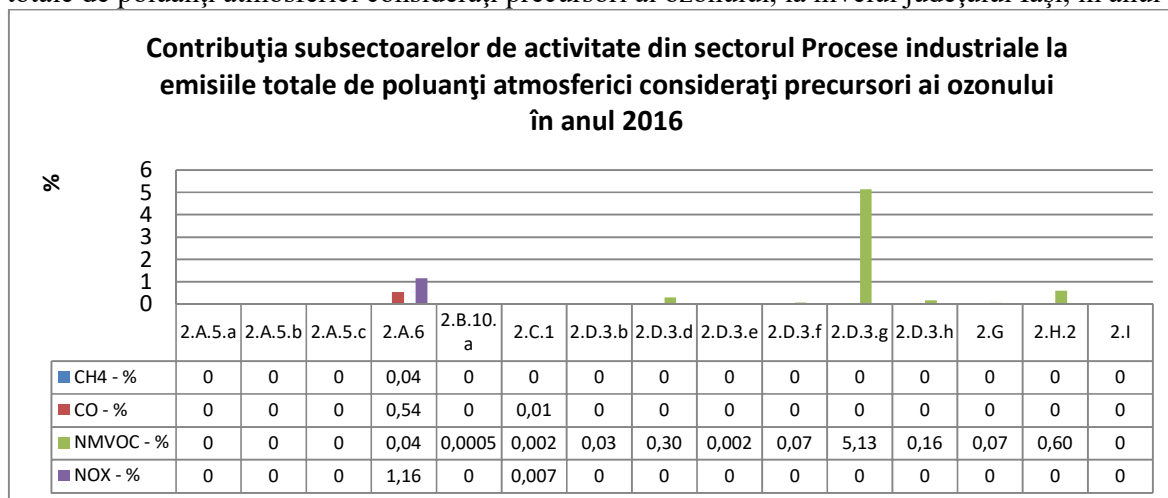 totale de poluanţi atmosferici consideraţi precursori ai ozonului, la nivelul judeţului Iaşi, în anul
Contribuţia subsectoarelor de activitate din sectorul Procese industriale la
emisiile totale de poluanţi atmosferici consideraţi precursori ai ozonului
în anul 2016
%
6
5
4
3
2
1
0
2.A.5.a 2.A.5.b 2.A.5.c 2.A.6 2.B.10. 2.C.1 2.D.3.b 2.D.3.d 2.D.3.e 2.D.3.f 2.D.3.g 2.D.3.h 2.G 2.H.2 2.I
a
CH4 - % 0 0 0 0,04 0 0 0 0 0 0 0 0 0 0 0
CO - % 0 0 0 0,54 0 0,01 0 0 0 0 0 0 0 0 0
NMVOC - % 0 0 0 0,04 0,0005 0,002 0,03 0,30 0,002 0,07 5,13 0,16 0,07 0,60 0
NOX - % 0 0 0 1,16 0 0,007 0 0 0 0 0 0 0 0 0